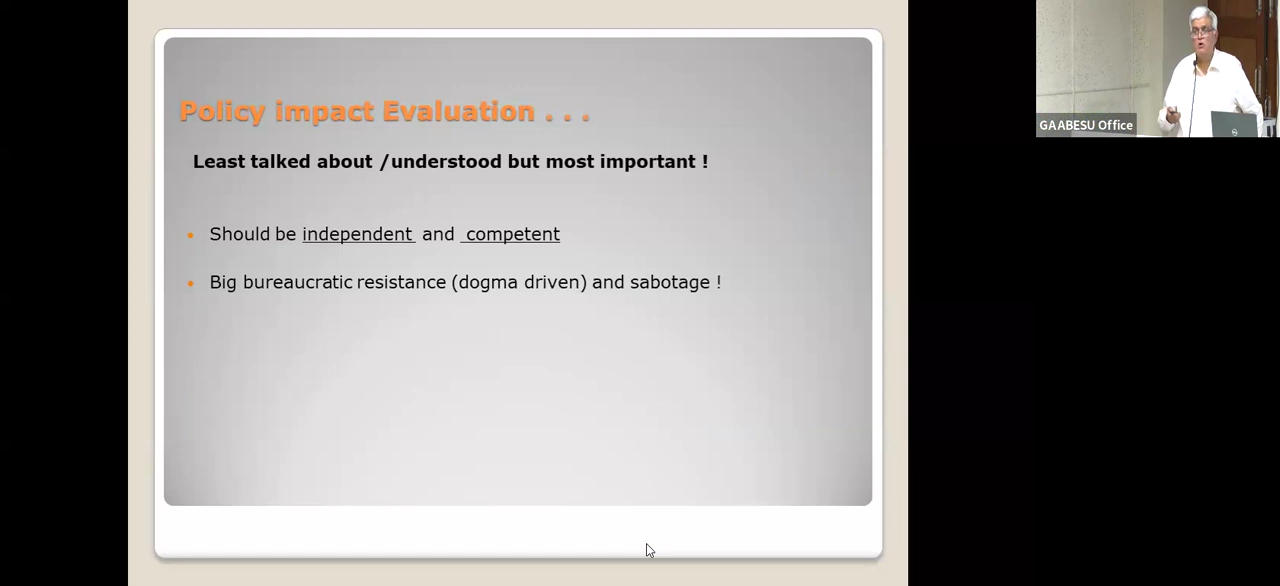 Policy impact Evaluation . . .
Least talked about /understood but most important !
Should be independent and competent
Big bureaucratic resistance (dogma driven) and sabotage !
GAABESU Office